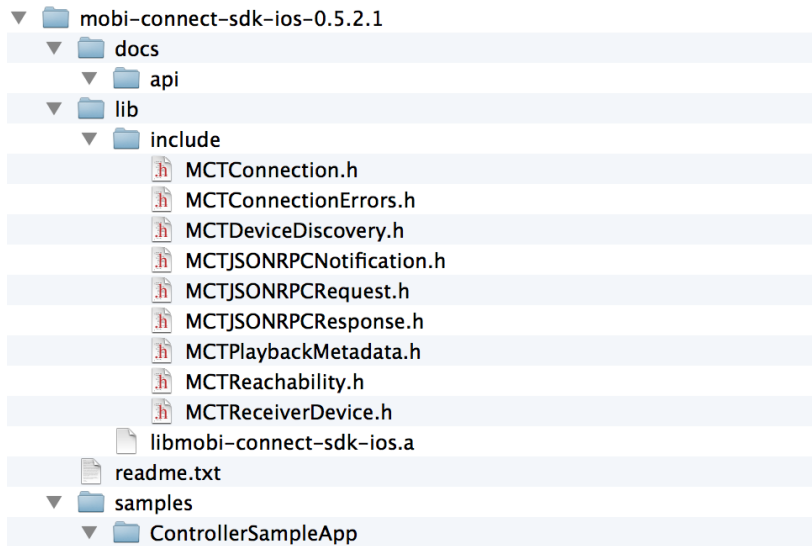 mobi-connect-sdk-ios-0.5.2.1
docs
api
lib
include
.h MCTConnection.h
.h MCTConnectionErrors.h
.h MCTDeviceDiscovery.h
.h MCTJSONRPCNotification.h
.h MCTJSONRPCRequest.h
.h MCTJSONRPCResponse.h
.h MCTPlaybackMetadata.h
.h MCTReachability.h
.h MCTReceiverDevice.h
libmobi-connect-sdk-ios.a
readme.txt
samples
ControllerSampleApp